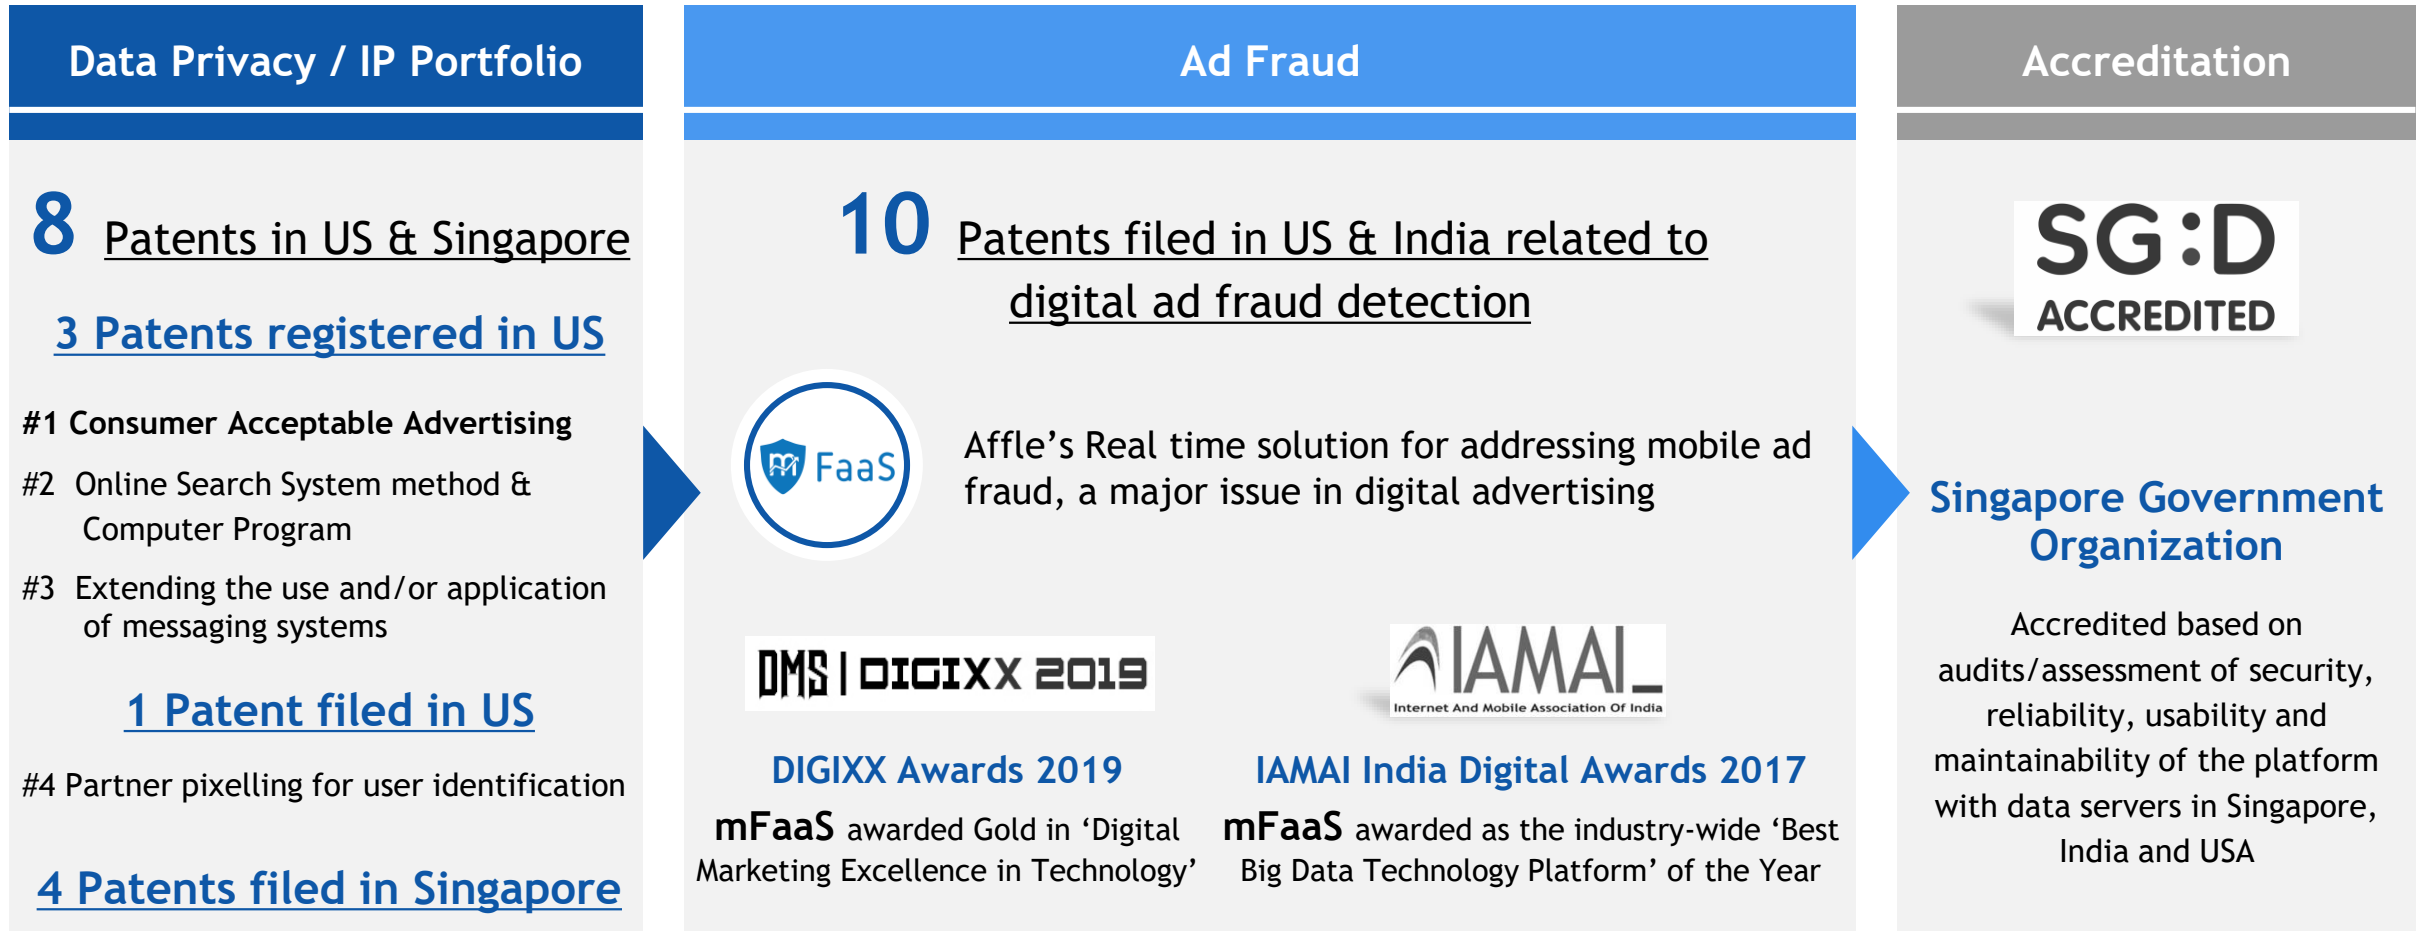 Data Privacy / IP Portfolio
8 Patents in US & Singapore
3 Patents registered in US
#1 Consumer Acceptable Advertising
#2 Online Search System method &
Computer Program
#3 Extending the use and/or application
of messaging systems
1 Patent filed in US
#4 Partner pixelling for user identification
4 Patents filed in Singapore
Ad Fraud
10 Patents filed in US & India related to
digital ad fraud detection
m FaaS
Affle’s Real time solution for addressing mobile ad
fraud, a major issue in digital advertising
DMS | DIGIXX 2019
DIGIXX Awards 2019
mFaaS awarded Gold in ‘Digital
Marketing Excellence in Technology’
IAMAI
Internet And Mobile Association Of India
IAMAI India Digital Awards 2017
mFaaS awarded as the industry-wide ‘Best
Big Data Technology Platform’ of the Year
Accreditation
SG:D
ACCREDITED
Singapore Government
Organization
Accredited based on
audits/assessment of security,
reliability, usability and
maintainability of the platform
with data servers in Singapore,
India and USA